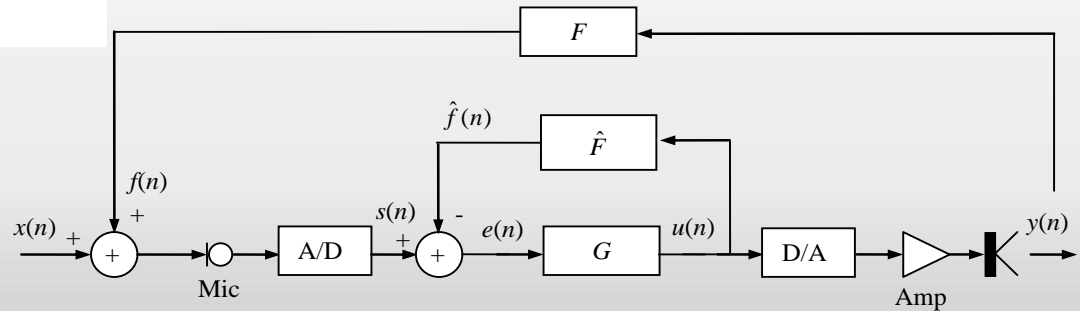 F
f̂(n)
F̂
f(n)
+
x(n) + + s(n) + - + e(n) u(n) y(n)
A/D G D/A
Mic Amp